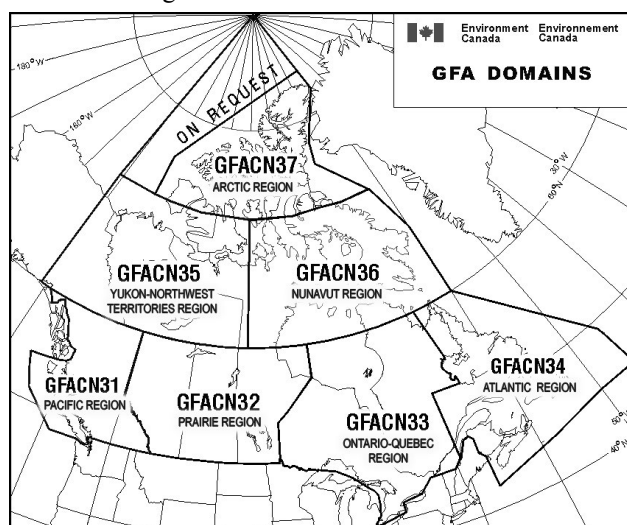 Environment Environnement
Canada Canada
GFA DOMAINS
180°W
160°W
ON REQUEST
GFACN37
ARCTIC REGION
30°W
60°W
GFACN35
YUKON-NORTHWEST
TERRITORIES REGION
GFACN36
NUNAVUT REGION
GFACN31
PACIFIC REGION
GFACN32
PRAIRIE REGION
GFACN33
ONTARIO-QUEBEC
REGION
GFACN34
ATLANTIC REGION
50°N
40°N